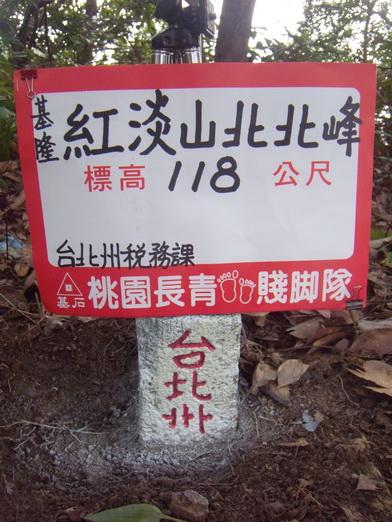 基隆
紅淡山北北峰
標高 118 公尺
台北州税務課
基石
桃園長青賤脚隊
台北州